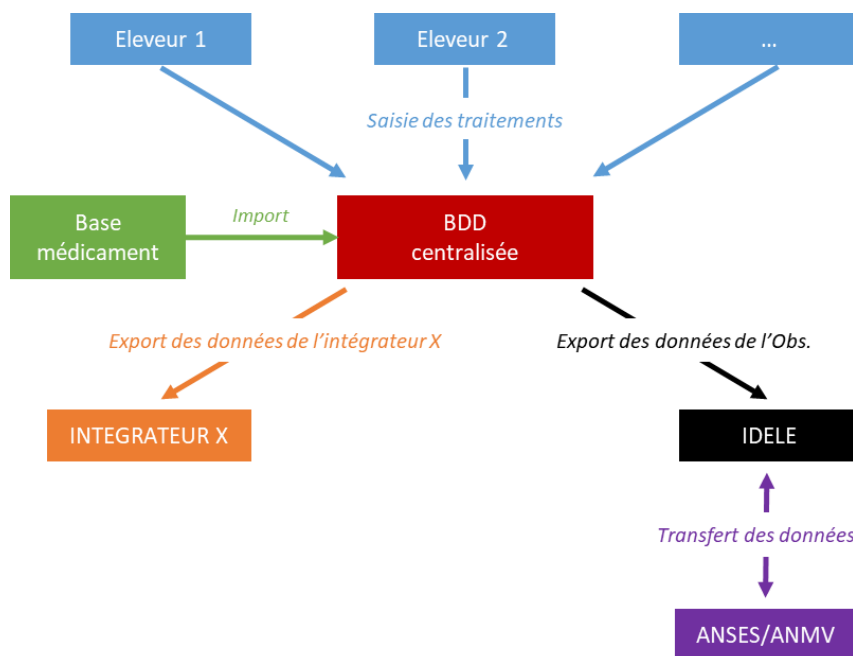 Eleveur 1
Eleveur 2
...
Saisie des traitements
Base
médicament
Import
BDD
centralisée
Export des données de l'intégrateur X
Export des données de l'Obs.
INTEGRATEUR X
IDELE
Transfert des données
ANSES/ANMV